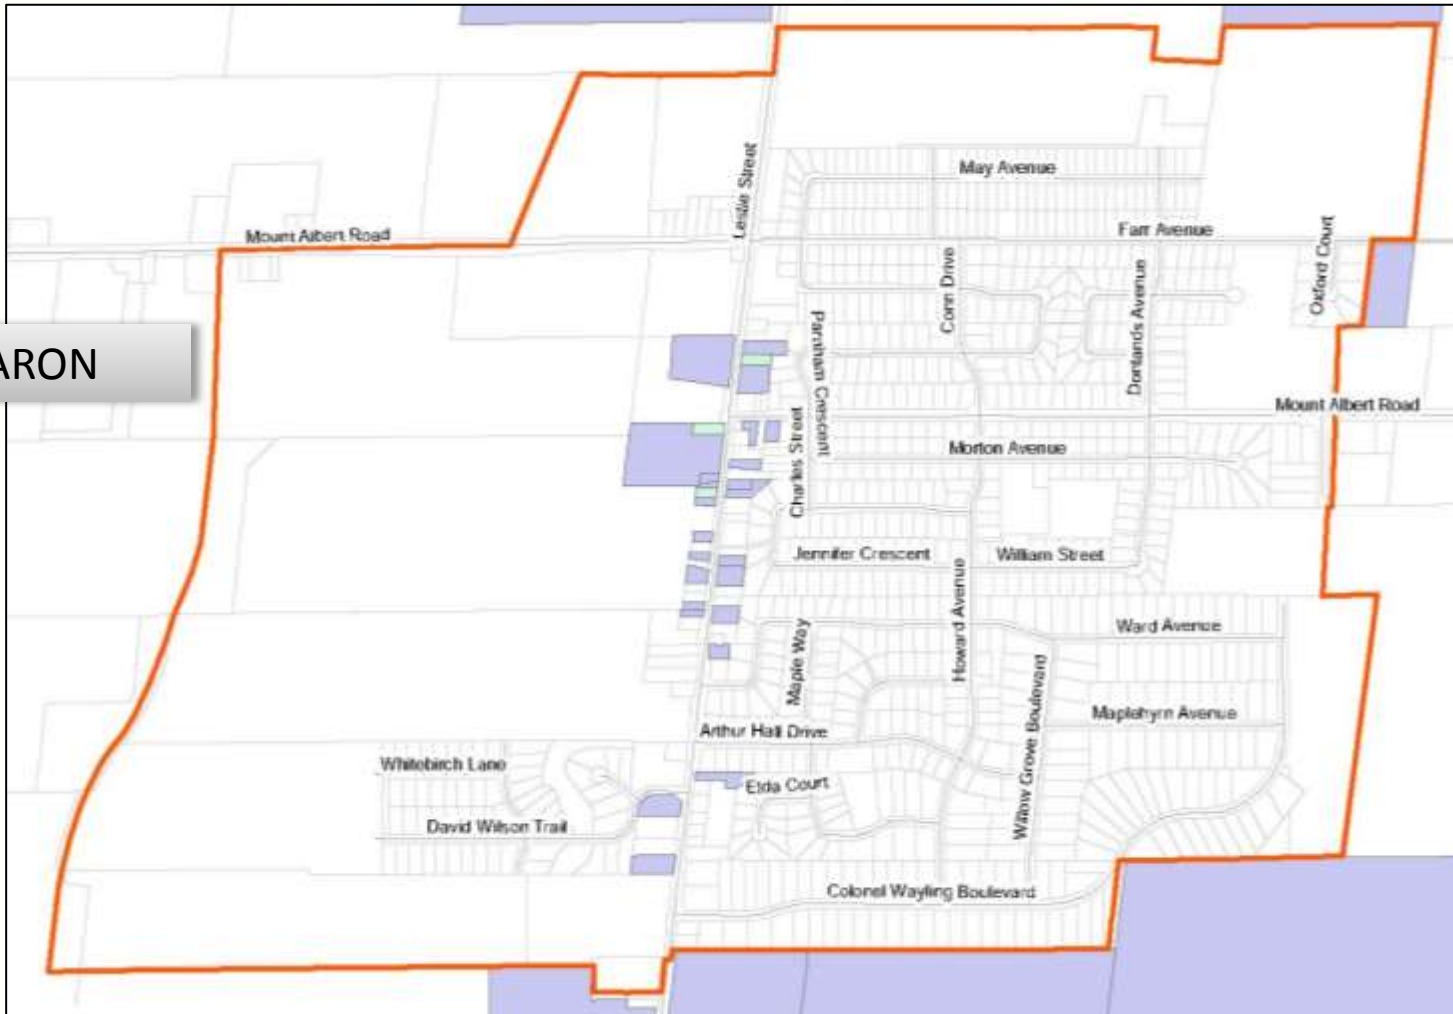 Leslie Street
May Avenue
Mount Albert Road
Farr Avenue
Oxford Court
Conn Drive
Dontlands Avenue
ARON
Parnham Crescent
Mount Albert Road
Charles Street
Morton Avenue
Jennifer Crescent
William Street
Howard Avenue
Ward Avenue
Maple Way
Willow Grove Boulevard
Maplehyrn Avenue
Arthur Hall Drive
Whitebirch Lane
Elda Court
David Wilson Trail
Colonel Wayling Boulevard